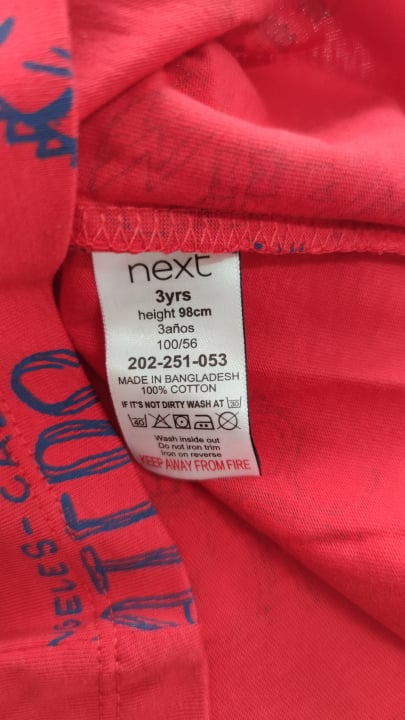 next
3yrs
height 98cm
3años
100/56
202-251-053
MADE IN BANGLADESH
100% COTTON
IF IT'S NOT DIRTY WASH AT 30
40
Wash inside out
Do not iron trim
Iron on reverse
KEEP AWAY FROM FIRE